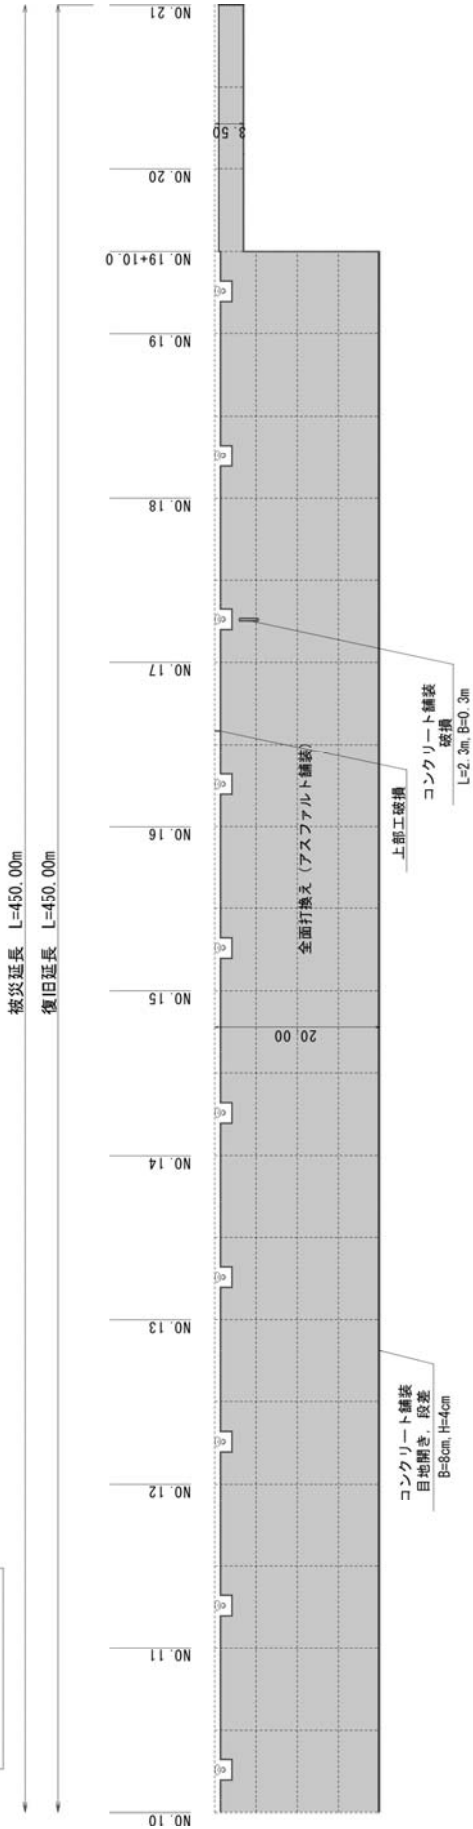 被災延長 L=450.00m
復旧延長 L=450.00m
NO.10
NO.11
NO.12
NO.13
NO.14
NO.15
NO.16
NO.17
NO.18
NO.19
NO.19+10.0
NO.20
NO.21
3.50
20.00
全面打換え (アスファルト舗装)
上部工破損
コンクリート舗装
破損
L=2.3m, B=0.3m
コンクリート舗装
目地開き, 段差
B=8cm, H=4cm